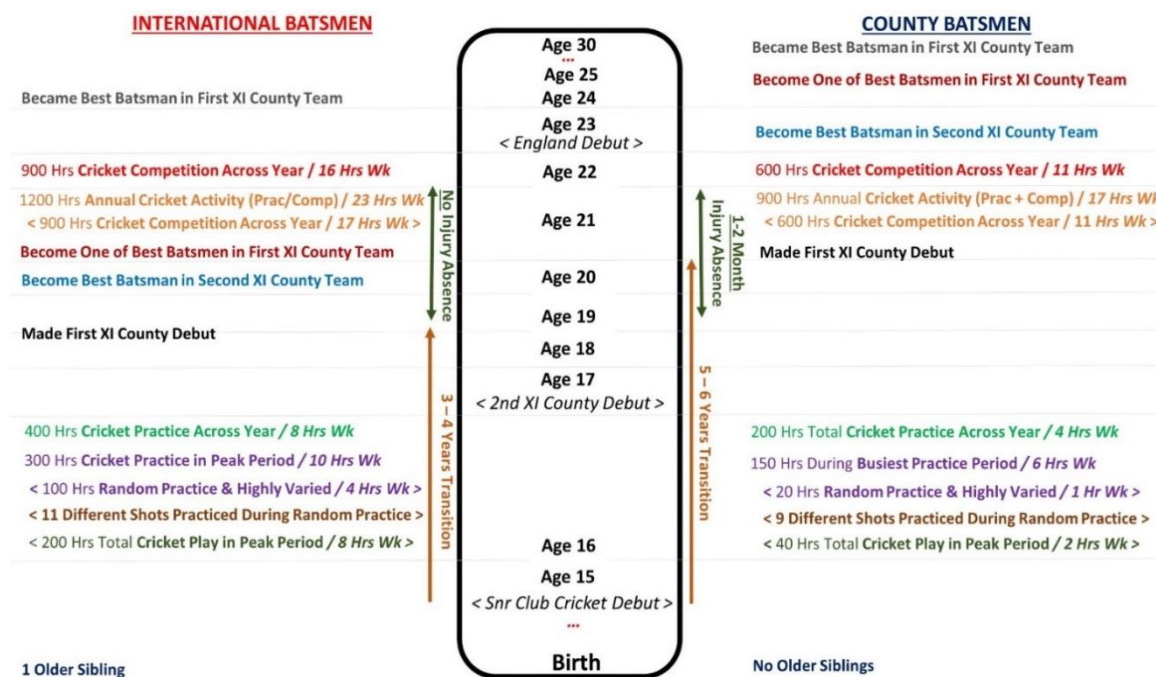 INTERNATIONAL BATSMEN
Became Best Batsman in First XI County Team
900 Hrs Cricket Competition Across Year / 16 Hrs Wk
1200 Hrs Annual Cricket Activity (Prac/Comp) / 23 Hrs Wk
< 900 Hrs Cricket Competition Across Year / 17 Hrs Wk >
Become One of Best Batsmen in First XI County Team
Become Best Batsman in Second XI County Team
Made First XI County Debut
400 Hrs Cricket Practice Across Year / 8 Hrs Wk
300 Hrs Cricket Practice in Peak Period / 10 Hrs Wk
< 100 Hrs Random Practice & Highly Varied / 4 Hrs Wk >
< 11 Different Shots Practiced During Random Practice >
< 200 Hrs Total Cricket Play in Peak Period / 8 Hrs Wk >
1 Older Sibling
No Injury Absence
3 – 4 Years Transition
Age 30
...
Age 25
Age 24
Age 23
< England Debut >
Age 22
Age 21
Age 20
Age 19
Age 18
Age 17
< 2nd XI County Debut >
Age 16
Age 15
< Snr Club Cricket Debut >
...
Birth
1-2 Month
Injury Absence
5 – 6 Years Transition
COUNTY BATSMEN
Became Best Batsman in First XI County Team
Become One of Best Batsmen in First XI County Team
Become Best Batsman in Second XI County Team
600 Hrs Cricket Competition Across Year / 11 Hrs Wk
900 Hrs Annual Cricket Activity (Prac + Comp) / 17 Hrs Wk
< 600 Hrs Cricket Competition Across Year / 11 Hrs Wk >
Made First XI County Debut
200 Hrs Total Cricket Practice Across Year / 4 Hrs Wk
150 Hrs During Busiest Practice Period / 6 Hrs Wk
< 20 Hrs Random Practice & Highly Varied / 1 Hr Wk >
< 9 Different Shots Practiced During Random Practice >
< 40 Hrs Total Cricket Play in Peak Period / 2 Hrs Wk >
No Older Siblings